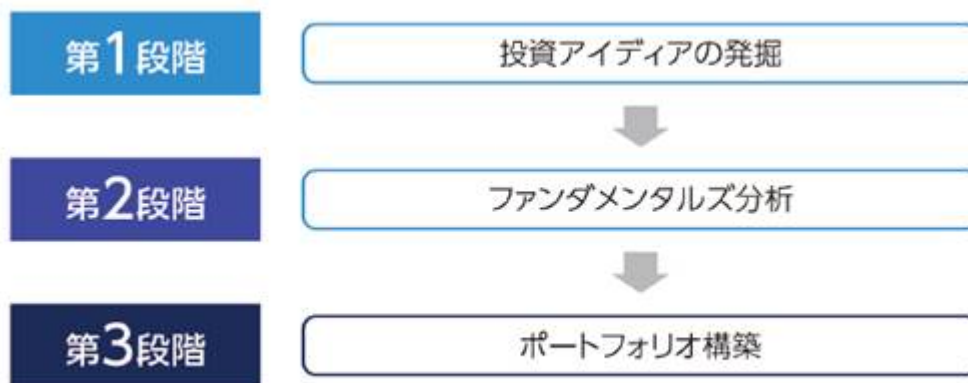 第1段階
投資アイディアの発掘
第2段階
ファンダメンタルズ分析
第3段階
ポートフォリオ構築